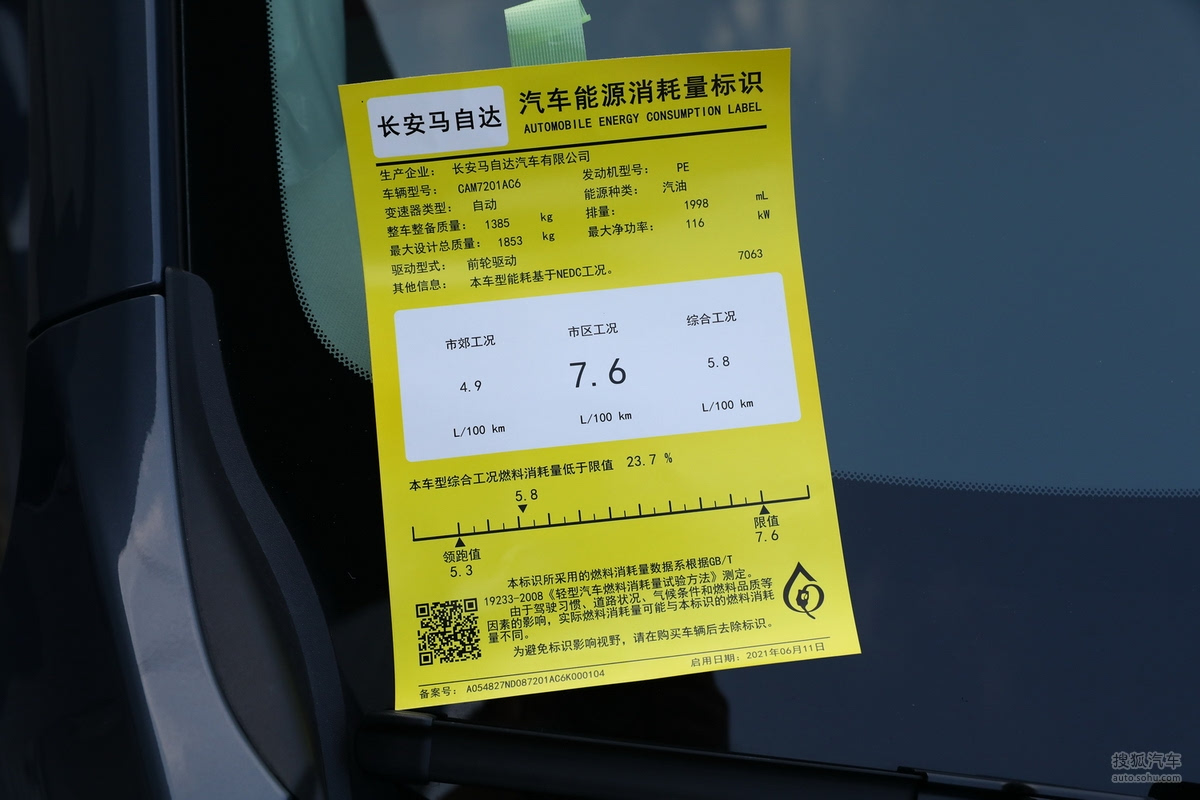 长安马自达
汽车能源消耗量标识
AUTOMOBILE ENERGY CONSUMPTION LABEL
生产企业： 长安马自达汽车有限公司
车辆型号： CAM7201AC6 发动机型号： PE
变速器类型： 自动 能源种类： 汽油
整车整备质量： 1385 kg 排量： 1998 mL
最大设计总质量： 1853 kg 最大净功率： 116 kW
驱动型式： 前轮驱动
其他信息： 本车型能耗基于NEDC工况。 7063
市郊工况 市区工况 综合工况
4.9 7.6 5.8
L/100 km L/100 km L/100 km
本车型综合工况燃料消耗量低于限值 23.7 %
5.8
领跑值 限值
5.3 7.6
本标识所采用的燃料消耗量数据系根据GB/T
19233-2008《轻型汽车燃料消耗量试验方法》测定。
由于驾驶习惯、道路状况、气候条件和燃料品质等
因素的影响，实际燃料消耗量可能与本标识的燃料消耗
量不同。
为避免标识影响视野，请在购买车辆后去除标识。
备案号： A054827ND087201AC6K000104 启用日期：2021年06月11日
搜狐汽车
auto.sohu.com